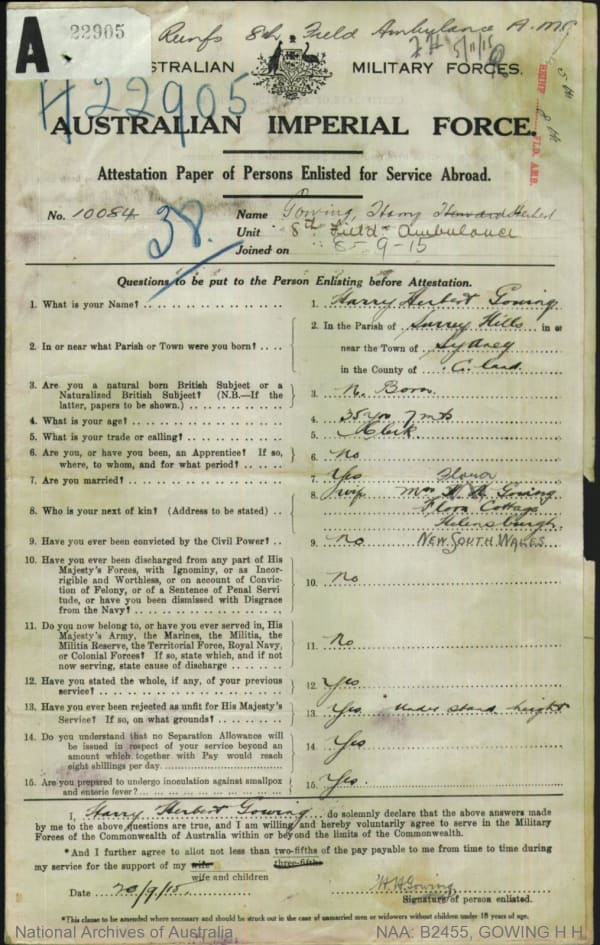 A 22905
Reinfs 8th Field Ambulance A.M.C.
5/11/15
H22905
AUSTRALIAN MILITARY FORCES.
AUSTRALIAN IMPERIAL FORCE.
Attestation Paper of Persons Enlisted for Service Abroad.
No. 10084 Name Gowing, Harry Howard Herbert
38. Unit 8th Field Ambulance
Joined on 8-9-15
Questions to be put to the Person Enlisting before Attestation.
1. What is your Name? 1. Harry Herbert Gowing
2. In or near what Parish or Town were you born? 2. In the Parish of Surrey Hills in or
near the Town of Sydney
in the County of C. Land
3. Are you a natural born British Subject or a
Naturalized British Subject? (N.B.—If the
latter, papers to be shown.) 3. N. Born
4. What is your age? 4. 35 yrs 7 mts
5. What is your trade or calling? 5. Clerk
6. Are you, or have you been, an Apprentice? If so,
where, to whom, and for what period? 6. No
7. Are you married? 7. Yes
8. Who is your next of kin? (Address to be stated) 8. wife Mrs H. H. Gowing
Flora Cottage
Helensburgh
NEW SOUTH WALES
9. Have you ever been convicted by the Civil Power? 9. No
10. Have you ever been discharged from any part of His
Majesty's Forces, with Ignominy, or as Incor-
rigible and Worthless, or on account of Convic-
tion of Felony, or of a Sentence of Penal Servi-
tude, or have you been dismissed with Disgrace
from the Navy? 10. No
11. Do you now belong to, or have you ever served in, His
Majesty's Army, the Marines, the Militia, the
Militia Reserve, the Territorial Force, Royal Navy,
or Colonial Forces? If so, state which, and if not
now serving, state cause of discharge 11. No
12. Have you stated the whole, if any, of your previous
service? 12. Yes
13. Have you ever been rejected as unfit for His Majesty's
Service? If so, on what grounds? 13. Yes. Under stand. height
14. Do you understand that no Separation Allowance will
be issued in respect of your service beyond an
amount which together with Pay would reach
eight shillings per day. 14. Yes
15. Are you prepared to undergo inoculation against smallpox
and enteric fever? 15. Yes.
I, Harry Herbert Gowing do solemnly declare that the above answers made
by me to the above questions are true, and I am willing and hereby voluntarily agree to serve in the Military
Forces of the Commonwealth of Australia within or beyond the limits of the Commonwealth.
*And I further agree to allot not less than two-fifths of the pay payable to me from time to time during
three-fifths
my service for the support of my wife
wife and children
Date 20/9/15. H. H. Gowing
Signature of person enlisted.
*This clause to be amended where necessary and should be struck out in the case of unmarried men or widowers without children under 18 years of age.
National Archives of Australia NAA: B2455, GOWING H H